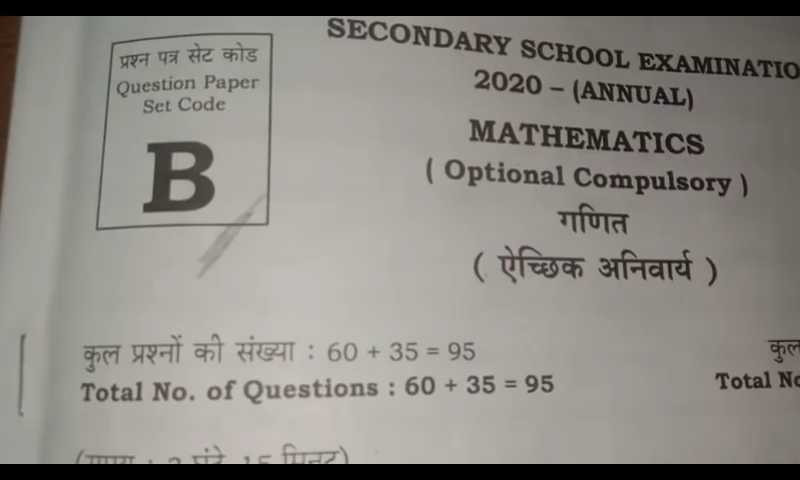 प्रश्न पत्र सेट कोड
Question Paper
Set Code
B
SECONDARY SCHOOL EXAMINATIO
2020 – (ANNUAL)
MATHEMATICS
( Optional Compulsory )
गणित
( ऐच्छिक अनिवार्य )
कुल प्रश्नों की संख्या : 60 + 35 = 95
कुल
Total No. of Questions : 60 + 35 = 95
Total No